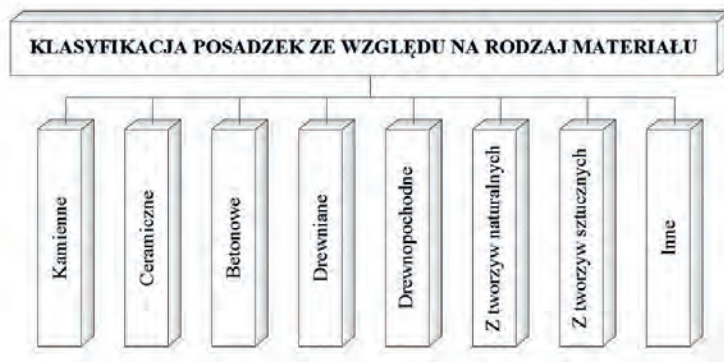 KLASYFIKACJA POSADZEK ZE WZGLĘDU NA RODZAJ MATERIAŁU
Kamienne
Ceramiczne
Betonowe
Drewniane
Drewnopochodne
Z tworzyw naturalnych
Z tworzyw sztucznych
Inne